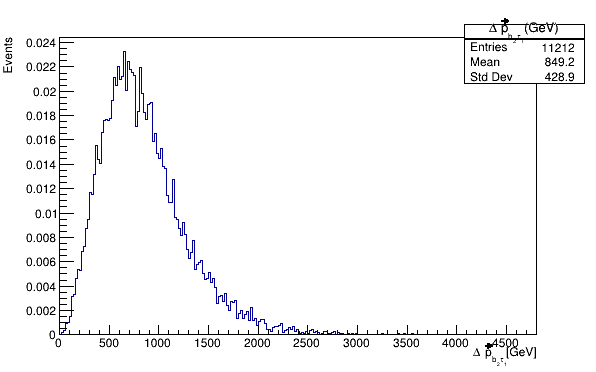 Δ p⃗ b₂τ₁ (GeV)
Entries 11212
Mean 849.2
Std Dev 428.9
Events
0.024
0.022
0.02
0.018
0.016
0.014
0.012
0.01
0.008
0.006
0.004
0.002
0
0 500 1000 1500 2000 2500 3000 3500 4000 4500
Δ p⃗ b₂τ₁ [GeV]